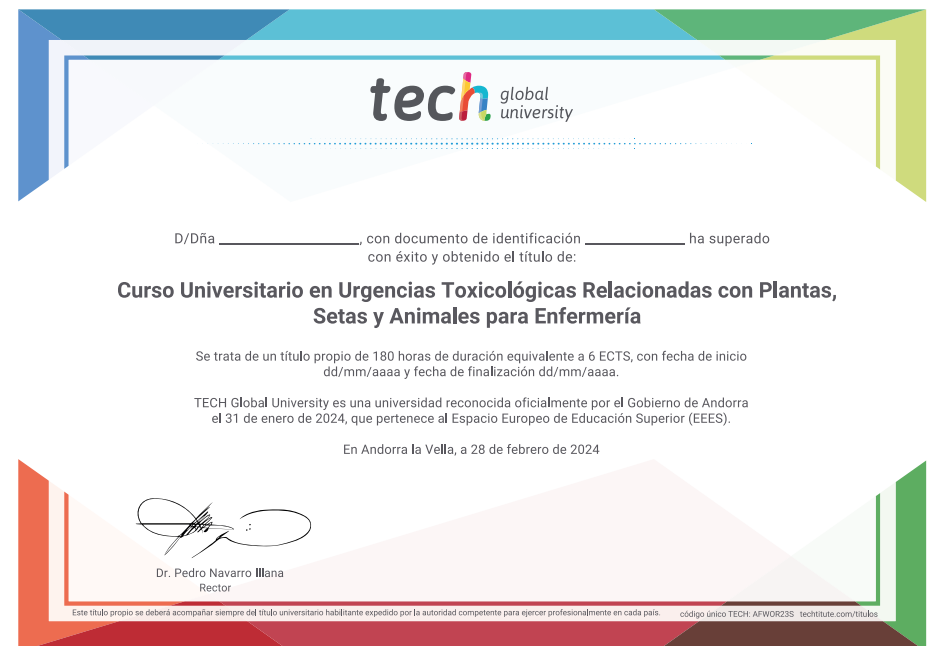 tech global university
D/Dña ____________________, con documento de identificación ______________ ha superado
con éxito y obtenido el título de:
Curso Universitario en Urgencias Toxicológicas Relacionadas con Plantas,
Setas y Animales para Enfermería
Se trata de un título propio de 180 horas de duración equivalente a 6 ECTS, con fecha de inicio
dd/mm/aaaa y fecha de finalización dd/mm/aaaa.
TECH Global University es una universidad reconocida oficialmente por el Gobierno de Andorra
el 31 de enero de 2024, que pertenece al Espacio Europeo de Educación Superior (EEES).
En Andorra la Vella, a 28 de febrero de 2024
Dr. Pedro Navarro Illana
Rector
Este título propio se deberá acompañar siempre del título universitario habilitante expedido por la autoridad competente para ejercer profesionalmente en cada país. código único TECH: AFWOR23S techtitute.com/titulos